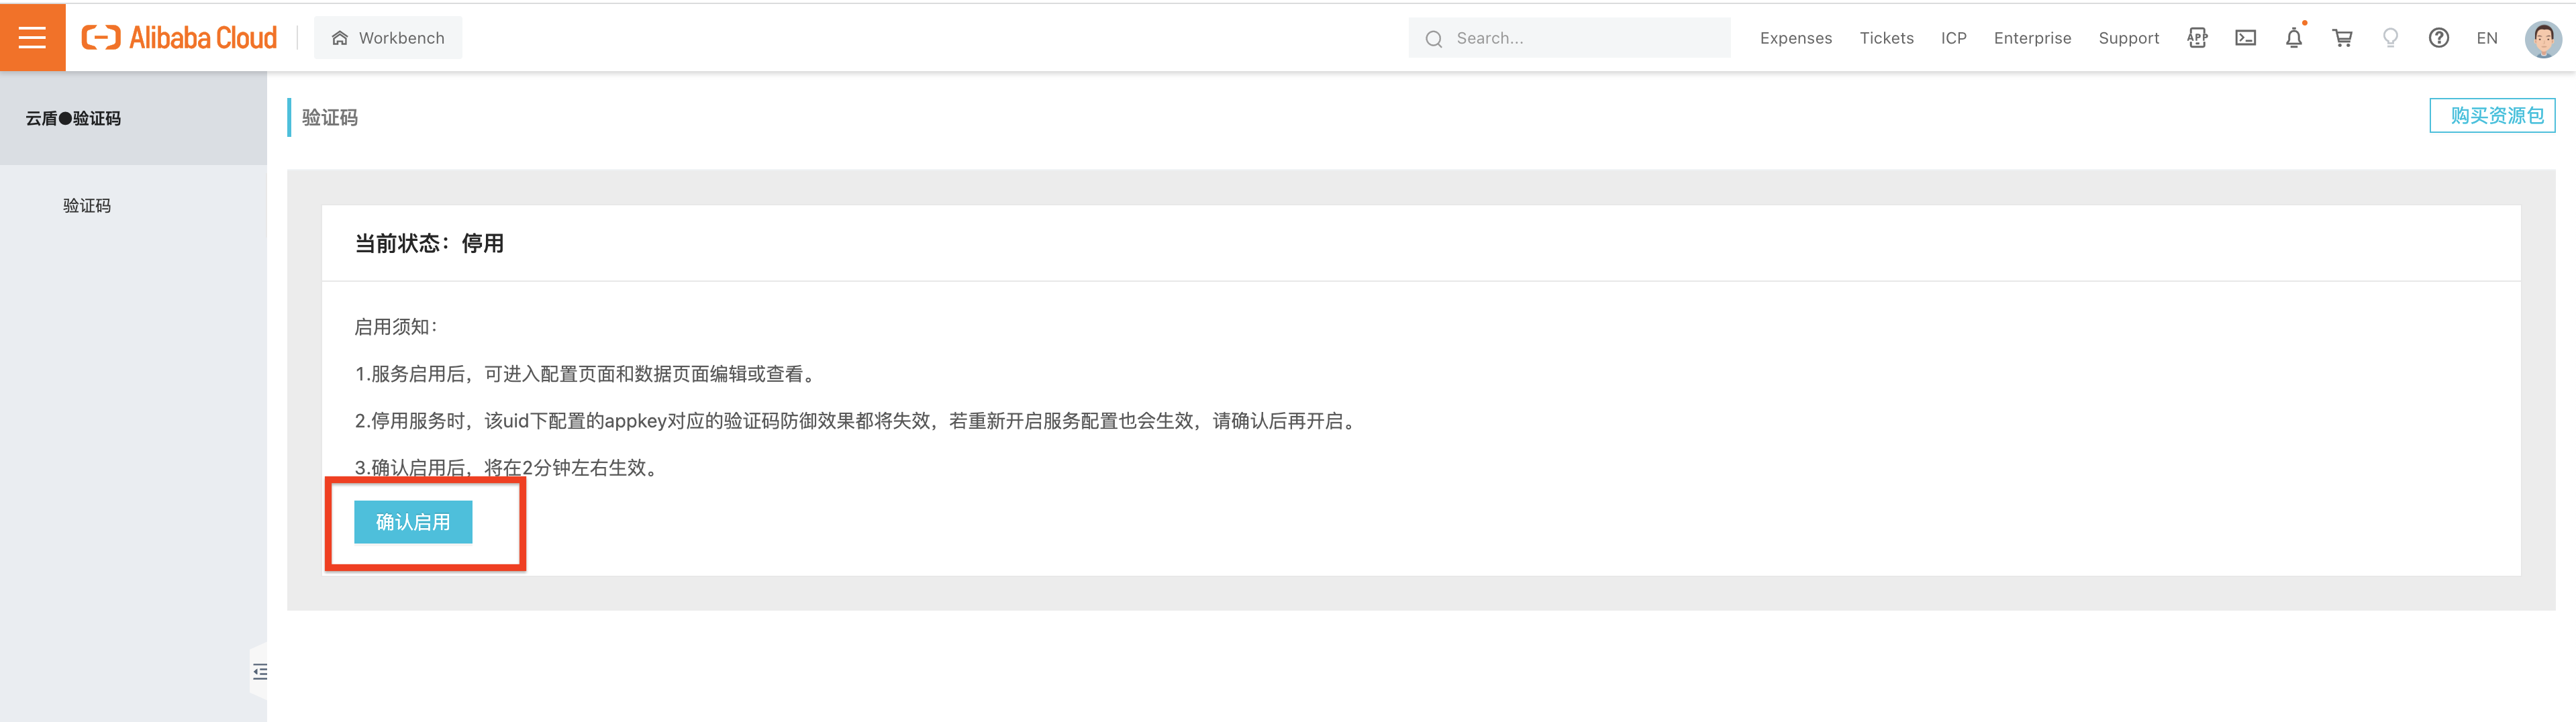 Alibaba Cloud
Workbench
Search...
Expenses
Tickets
ICP
Enterprise
Support
APP
EN
云盾●验证码
验证码
验证码
购买资源包
当前状态：停用
启用须知：
1.服务启用后，可进入配置页面和数据页面编辑或查看。
2.停用服务时，该uid下配置的appkey对应的验证码防御效果都将失效，若重新开启服务配置也会生效，请确认后再开启。
3.确认启用后，将在2分钟左右生效。
确认启用